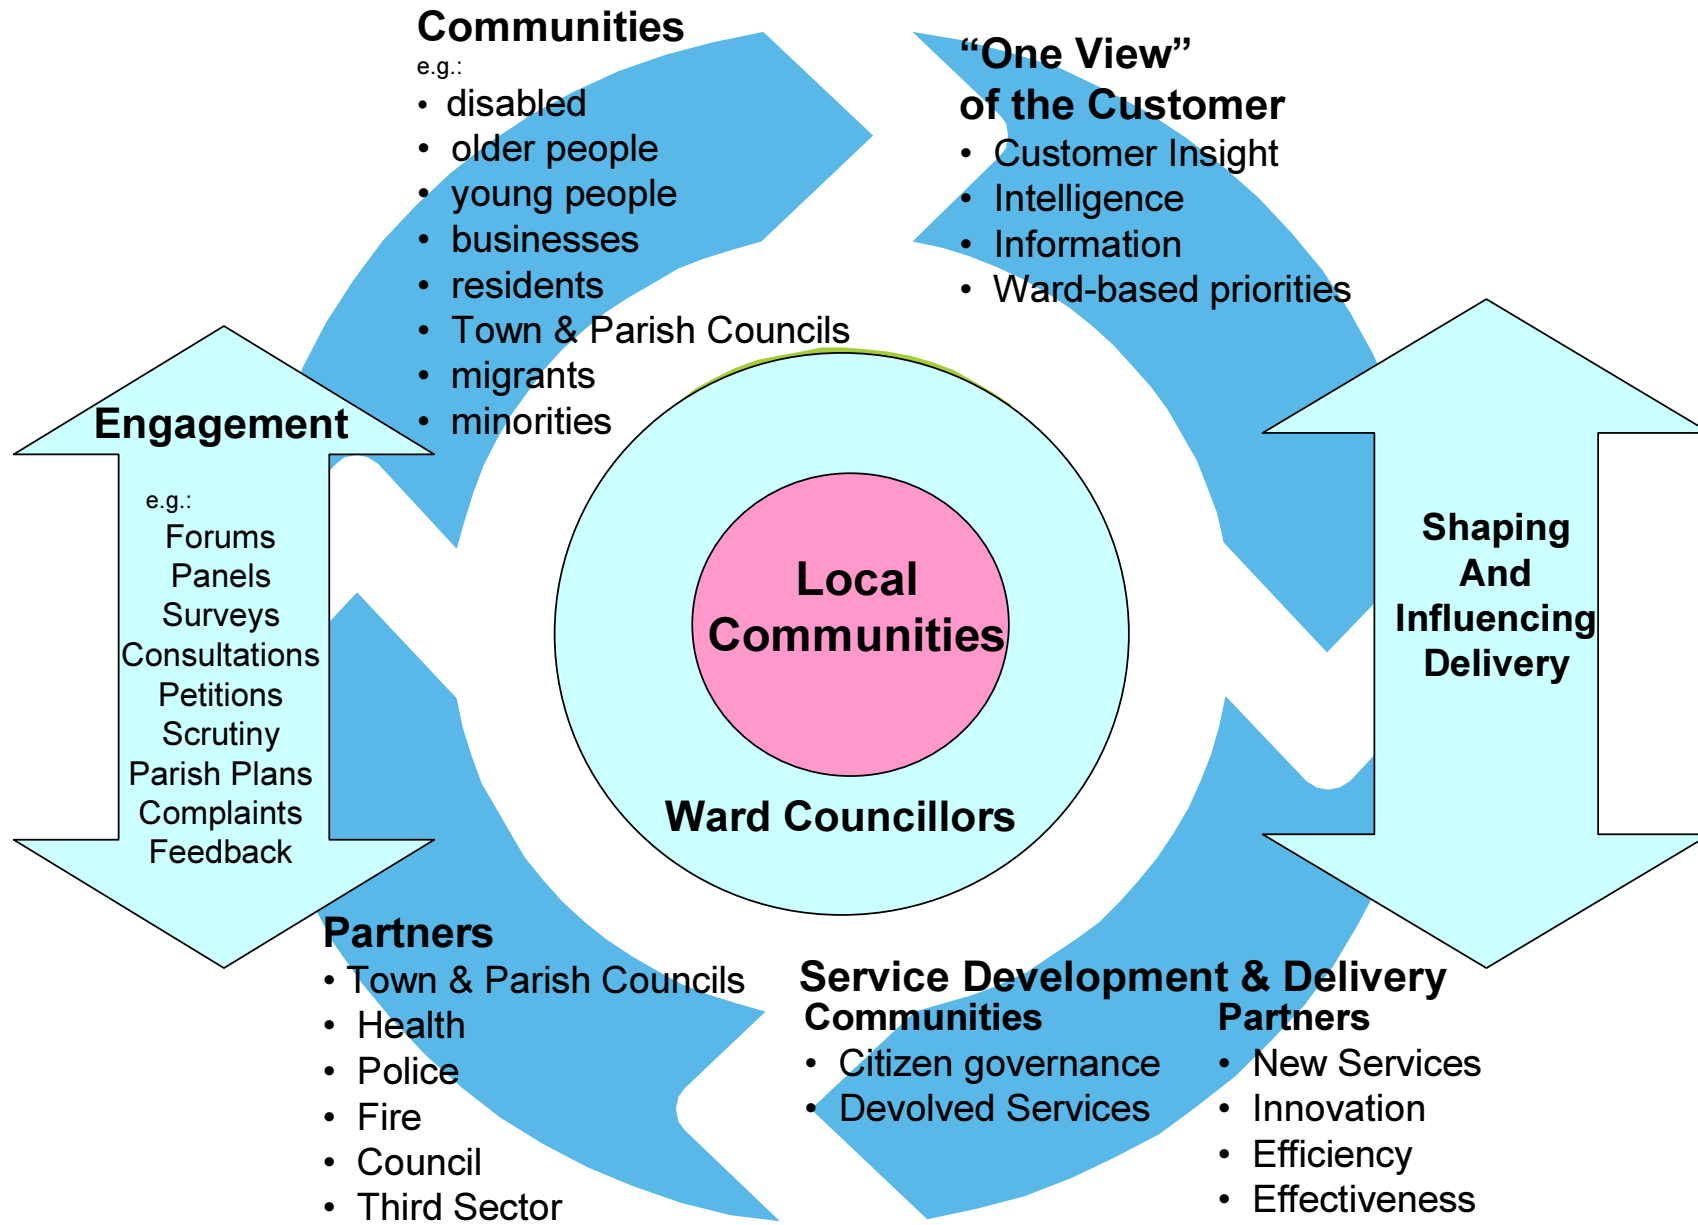 Communities
e.g.:
• disabled
• older people
• young people
• businesses
• residents
• Town & Parish Councils
• migrants
• minorities
“One View”
of the Customer
• Customer Insight
• Intelligence
• Information
• Ward-based priorities
Engagement
e.g.:
Forums
Panels
Surveys
Consultations
Petitions
Scrutiny
Parish Plans
Complaints
Feedback
Local
Communities
Ward Councillors
Shaping
And
Influencing
Delivery
Partners
• Town & Parish Councils
• Health
• Police
• Fire
• Council
• Third Sector
Service Development & Delivery
Communities
• Citizen governance
• Devolved Services
Partners
• New Services
• Innovation
• Efficiency
• Effectiveness